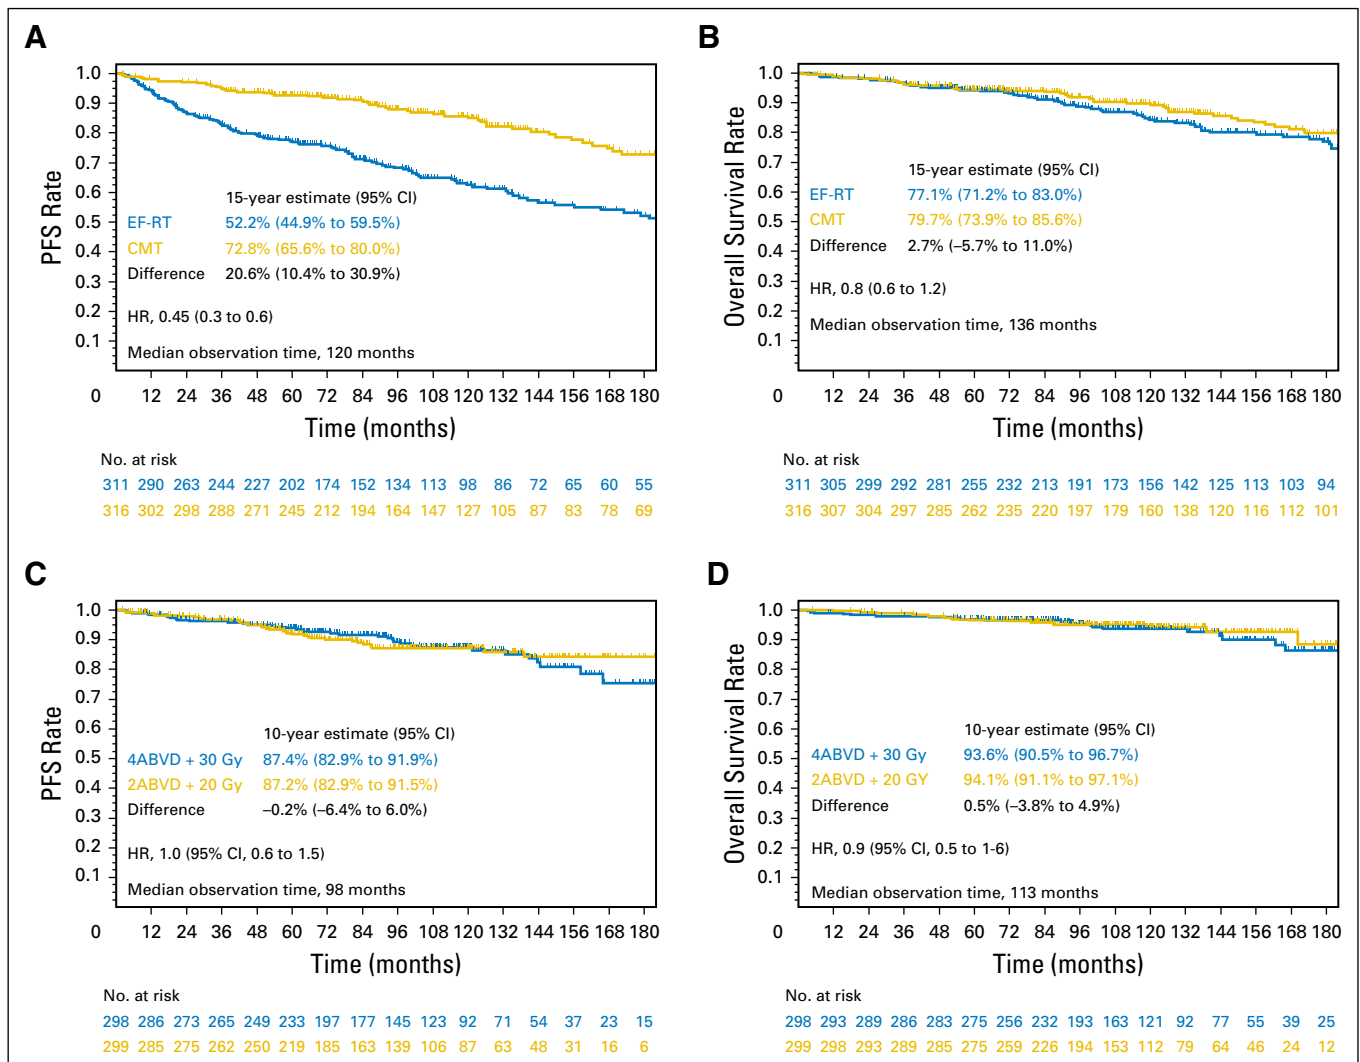 A
PFS Rate
1.0
0.9
0.8
0.7
0.6
0.5
0.4
0.3
0.2
0.1
15-year estimate (95% CI)
EF-RT 52.2% (44.9% to 59.5%)
CMT 72.8% (65.6% to 80.0%)
Difference 20.6% (10.4% to 30.9%)
HR, 0.45 (0.3 to 0.6)
Median observation time, 120 months
0 12 24 36 48 60 72 84 96 108 120 132 144 156 168 180
Time (months)
No. at risk
311 290 263 244 227 202 174 152 134 113 98 86 72 65 60 55
316 302 298 288 271 245 212 194 164 147 127 105 87 83 78 69
B
Overall Survival Rate
1.0
0.9
0.8
0.7
0.6
0.5
0.4
0.3
0.2
0.1
15-year estimate (95% CI)
EF-RT 77.1% (71.2% to 83.0%)
CMT 79.7% (73.9% to 85.6%)
Difference 2.7% (–5.7% to 11.0%)
HR, 0.8 (0.6 to 1.2)
Median observation time, 136 months
0 12 24 36 48 60 72 84 96 108 120 132 144 156 168 180
Time (months)
No. at risk
311 305 299 292 281 255 232 213 191 173 156 142 125 113 103 94
316 307 304 297 285 262 235 220 197 179 160 138 120 116 112 101
C
PFS Rate
1.0
0.9
0.8
0.7
0.6
0.5
0.4
0.3
0.2
0.1
10-year estimate (95% CI)
4ABVD + 30 Gy 87.4% (82.9% to 91.9%)
2ABVD + 20 Gy 87.2% (82.9% to 91.5%)
Difference –0.2% (–6.4% to 6.0%)
HR, 1.0 (95% CI, 0.6 to 1.5)
Median observation time, 98 months
0 12 24 36 48 60 72 84 96 108 120 132 144 156 168 180
Time (months)
No. at risk
298 286 273 265 249 233 197 177 145 123 92 71 54 37 23 15
299 285 275 262 250 219 185 163 139 106 87 63 48 31 16 6
D
Overall Survival Rate
1.0
0.9
0.8
0.7
0.6
0.5
0.4
0.3
0.2
0.1
10-year estimate (95% CI)
4ABVD + 30 Gy 93.6% (90.5% to 96.7%)
2ABVD + 20 GY 94.1% (91.1% to 97.1%)
Difference 0.5% (–3.8% to 4.9%)
HR, 0.9 (95% CI, 0.5 to 1-6)
Median observation time, 113 months
0 12 24 36 48 60 72 84 96 108 120 132 144 156 168 180
Time (months)
No. at risk
298 293 289 286 283 275 256 232 193 163 121 92 77 55 39 25
299 298 293 289 285 275 259 226 194 153 112 79 64 46 24 12